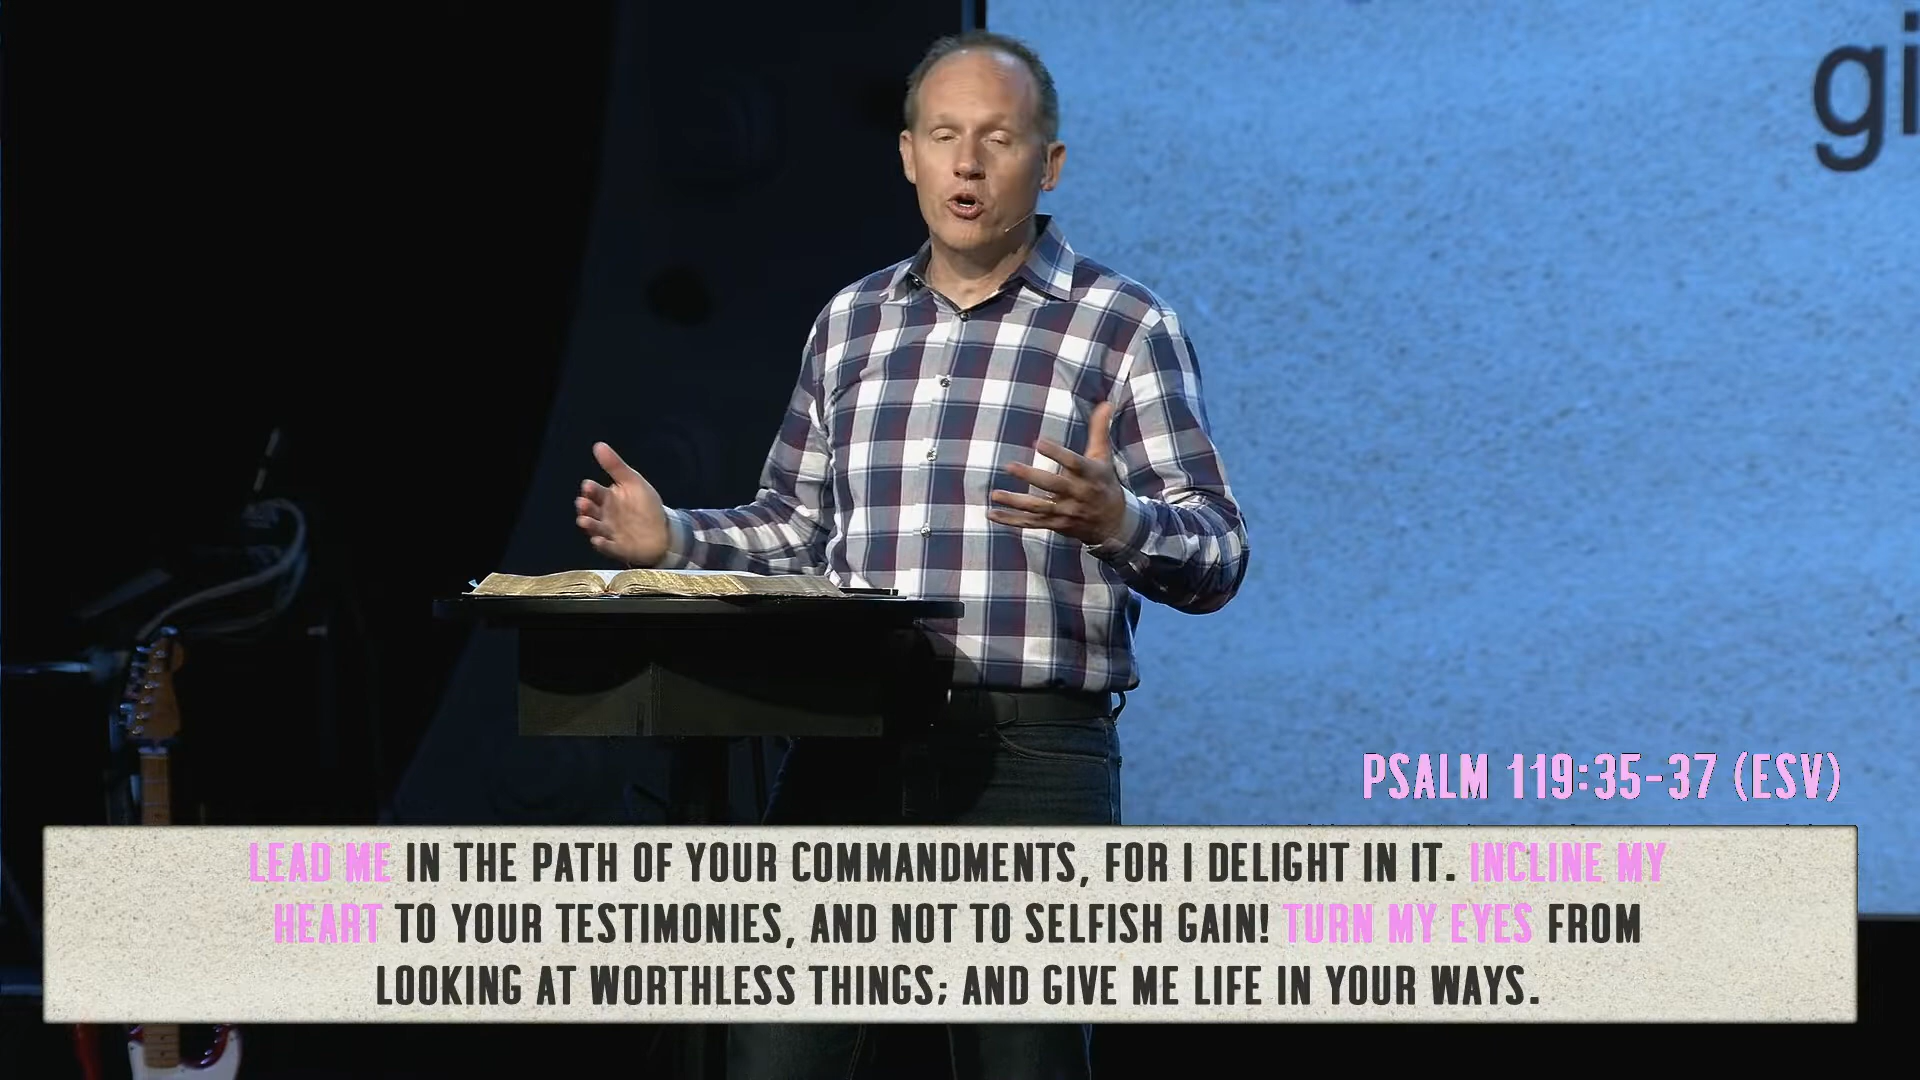 gi
PSALM 119:35-37 (ESV)
LEAD ME IN THE PATH OF YOUR COMMANDMENTS, FOR I DELIGHT IN IT. INCLINE MY
HEART TO YOUR TESTIMONIES, AND NOT TO SELFISH GAIN! TURN MY EYES FROM
LOOKING AT WORTHLESS THINGS; AND GIVE ME LIFE IN YOUR WAYS.